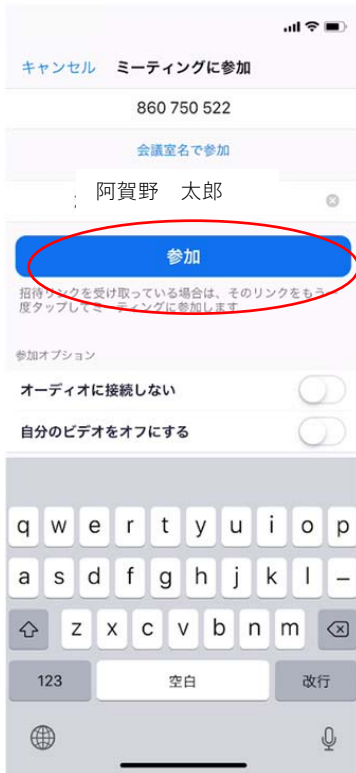 キャンセル ミーティングに参加
860 750 522
会議室名で参加
阿賀野 太郎
参加
招待リンクを受け取っている場合は、そのリンクをもう一
度タップしてミーティングに参加します
参加オプション
オーディオに接続しない
自分のビデオをオフにする
q w e r t y u i o p
a s d f g h j k l –
z x c v b n m
123 空白 改行